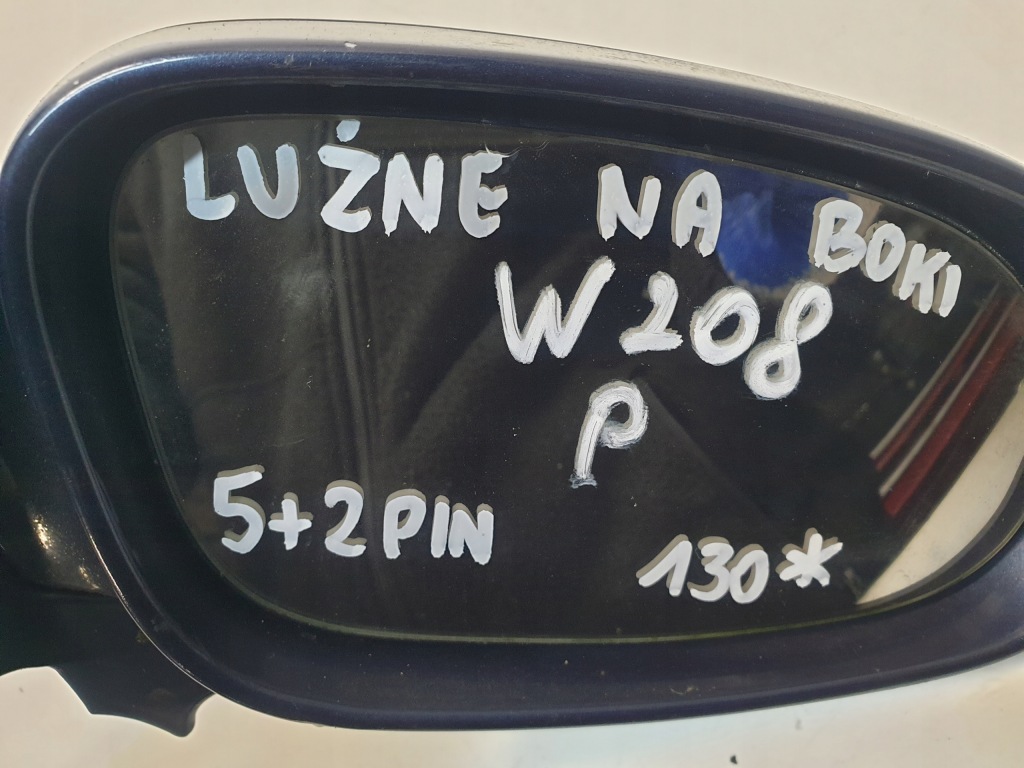 LUŹNE NA BOKI
W208
P
5+2PIN
130*